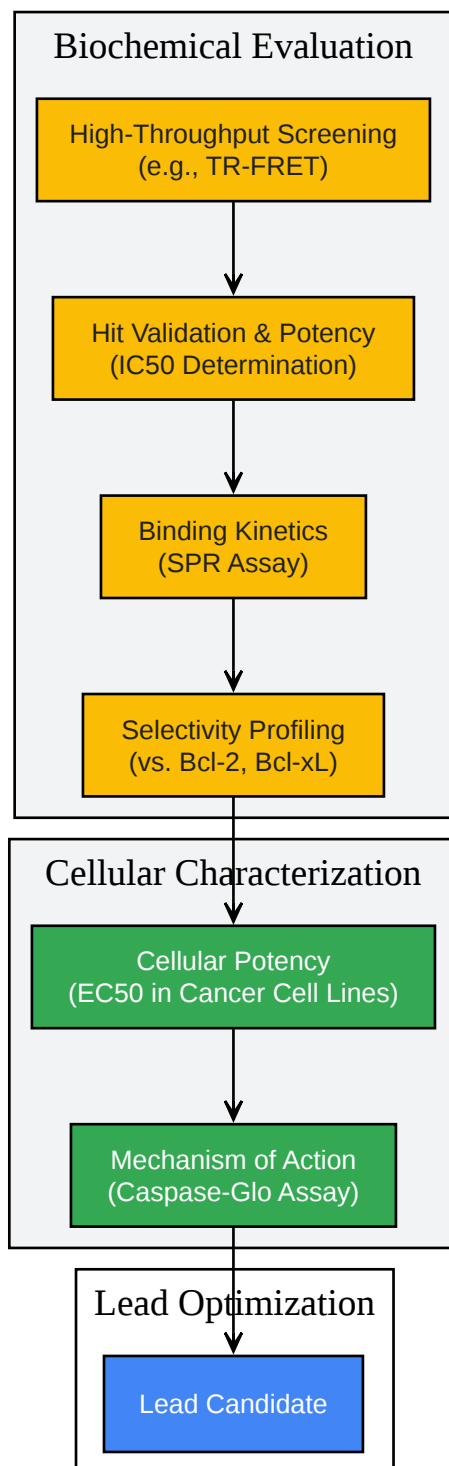 Biochemical Evaluation
High-Throughput Screening
(e.g., TR-FRET)
Hit Validation & Potency
(IC50 Determination)
Binding Kinetics
(SPR Assay)
Selectivity Profiling
(vs. Bcl-2, Bcl-xL)
Cellular Characterization
Cellular Potency
(EC50 in Cancer Cell Lines)
Mechanism of Action
(Caspase-Glo Assay)
Lead Optimization
Lead Candidate